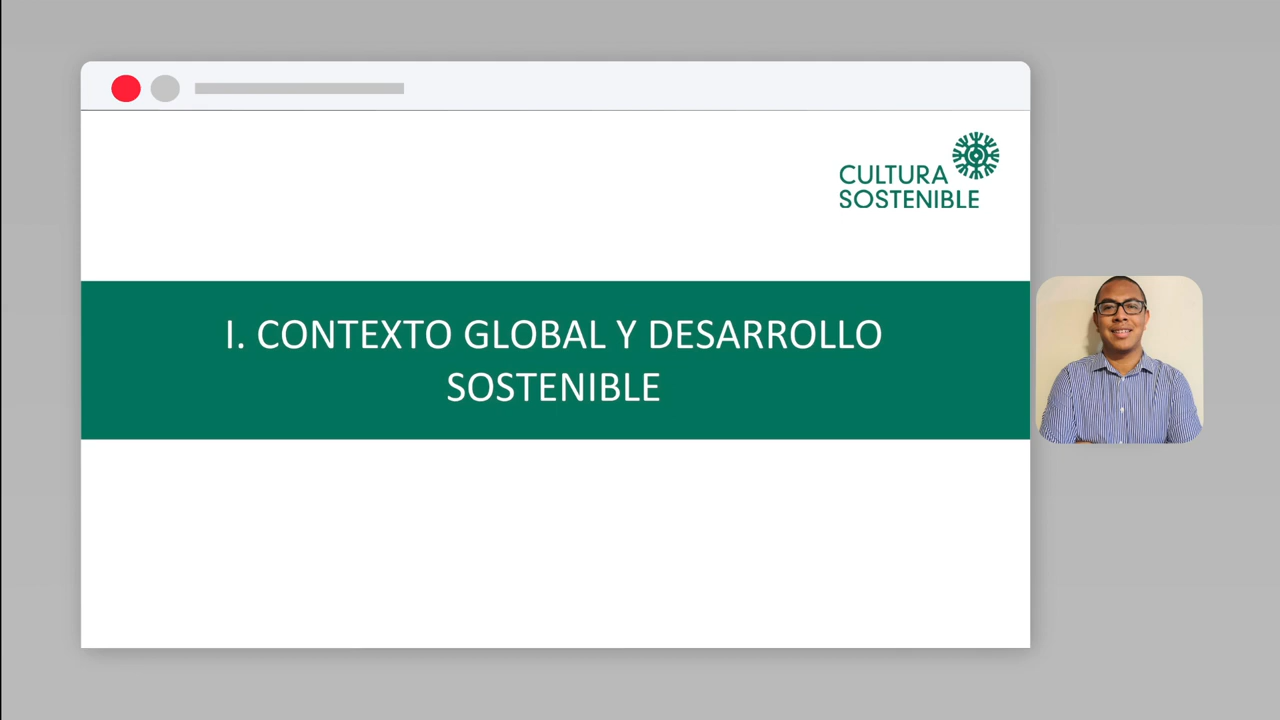 CULTURA
SOSTENIBLE
I. CONTEXTO GLOBAL Y DESARROLLO
SOSTENIBLE